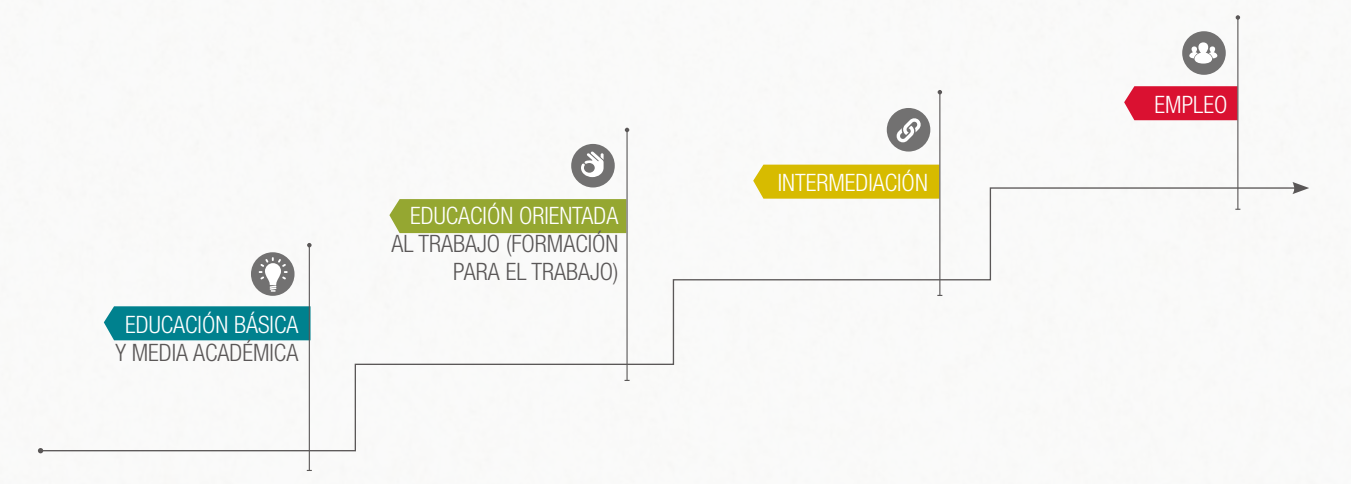 EDUCACIÓN BÁSICA
Y MEDIA ACADÉMICA
EDUCACIÓN ORIENTADA
AL TRABAJO (FORMACIÓN
PARA EL TRABAJO)
INTERMEDIACIÓN
EMPLEO